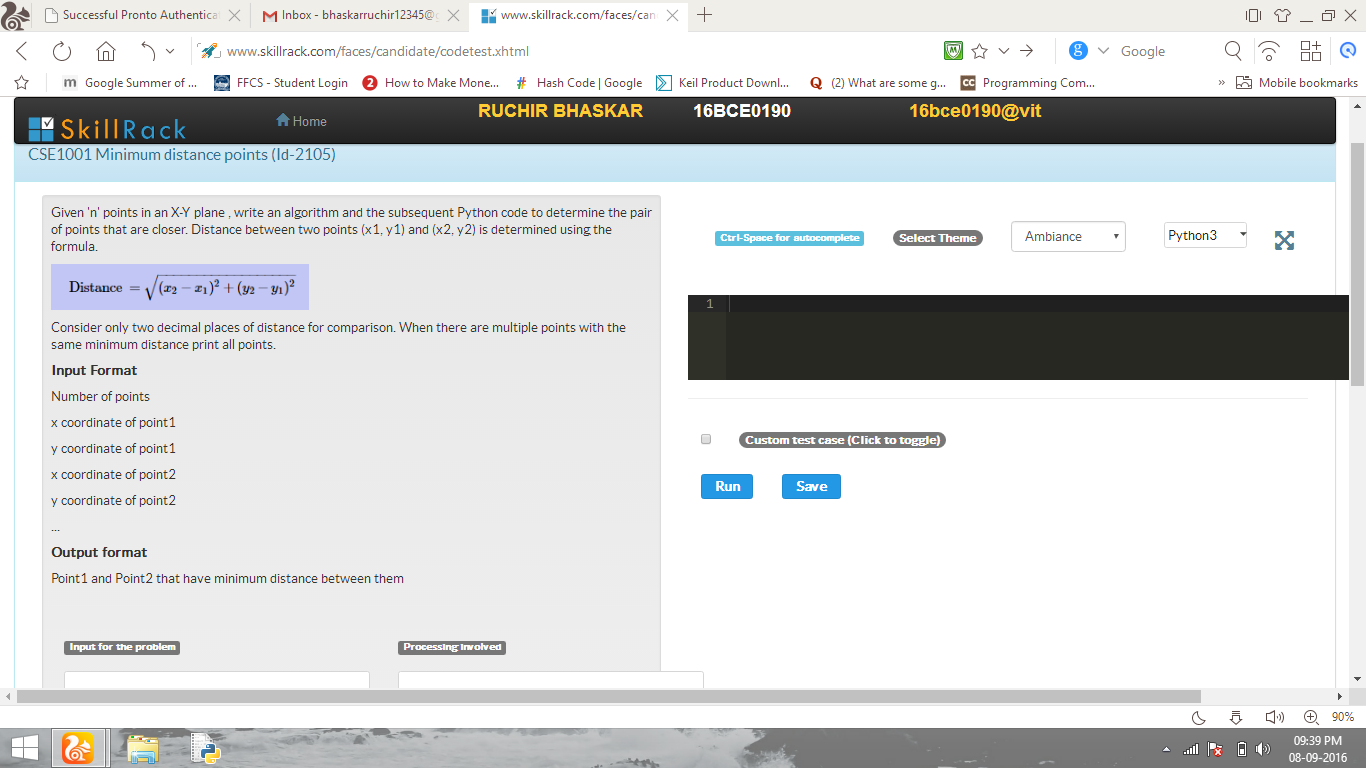 Successful Pronto Authenticat
Inbox - bhaskarruchir12345@g
www.skillrack.com/faces/can
www.skillrack.com/faces/candidate/codetest.xhtml
Google
Google Summer of ...
FFCS - Student Login
How to Make Mone...
Hash Code | Google
Keil Product Downl...
(2) What are some g...
Programming Com...
»
Mobile bookmarks
SkillRack
Home
RUCHIR BHASKAR
16BCE0190
16bce0190@vit
CSE1001 Minimum distance points (Id-2105)
Given 'n' points in an X-Y plane , write an algorithm and the subsequent Python code to determine the pair
of points that are closer. Distance between two points (x1, y1) and (x2, y2) is determined using the
formula.
Distance = √(x₂ − x₁)² + (y₂ − y₁)²
Consider only two decimal places of distance for comparison. When there are multiple points with the
same minimum distance print all points.
Input Format
Number of points
x coordinate of point1
y coordinate of point1
x coordinate of point2
y coordinate of point2
...
Output format
Point1 and Point2 that have minimum distance between them
Input for the problem
Processing Involved
Ctrl-Space for autocomplete
Select Theme
Ambiance
Python3
1
Custom test case (Click to toggle)
Run
Save
90%
09:39 PM
08-09-2016